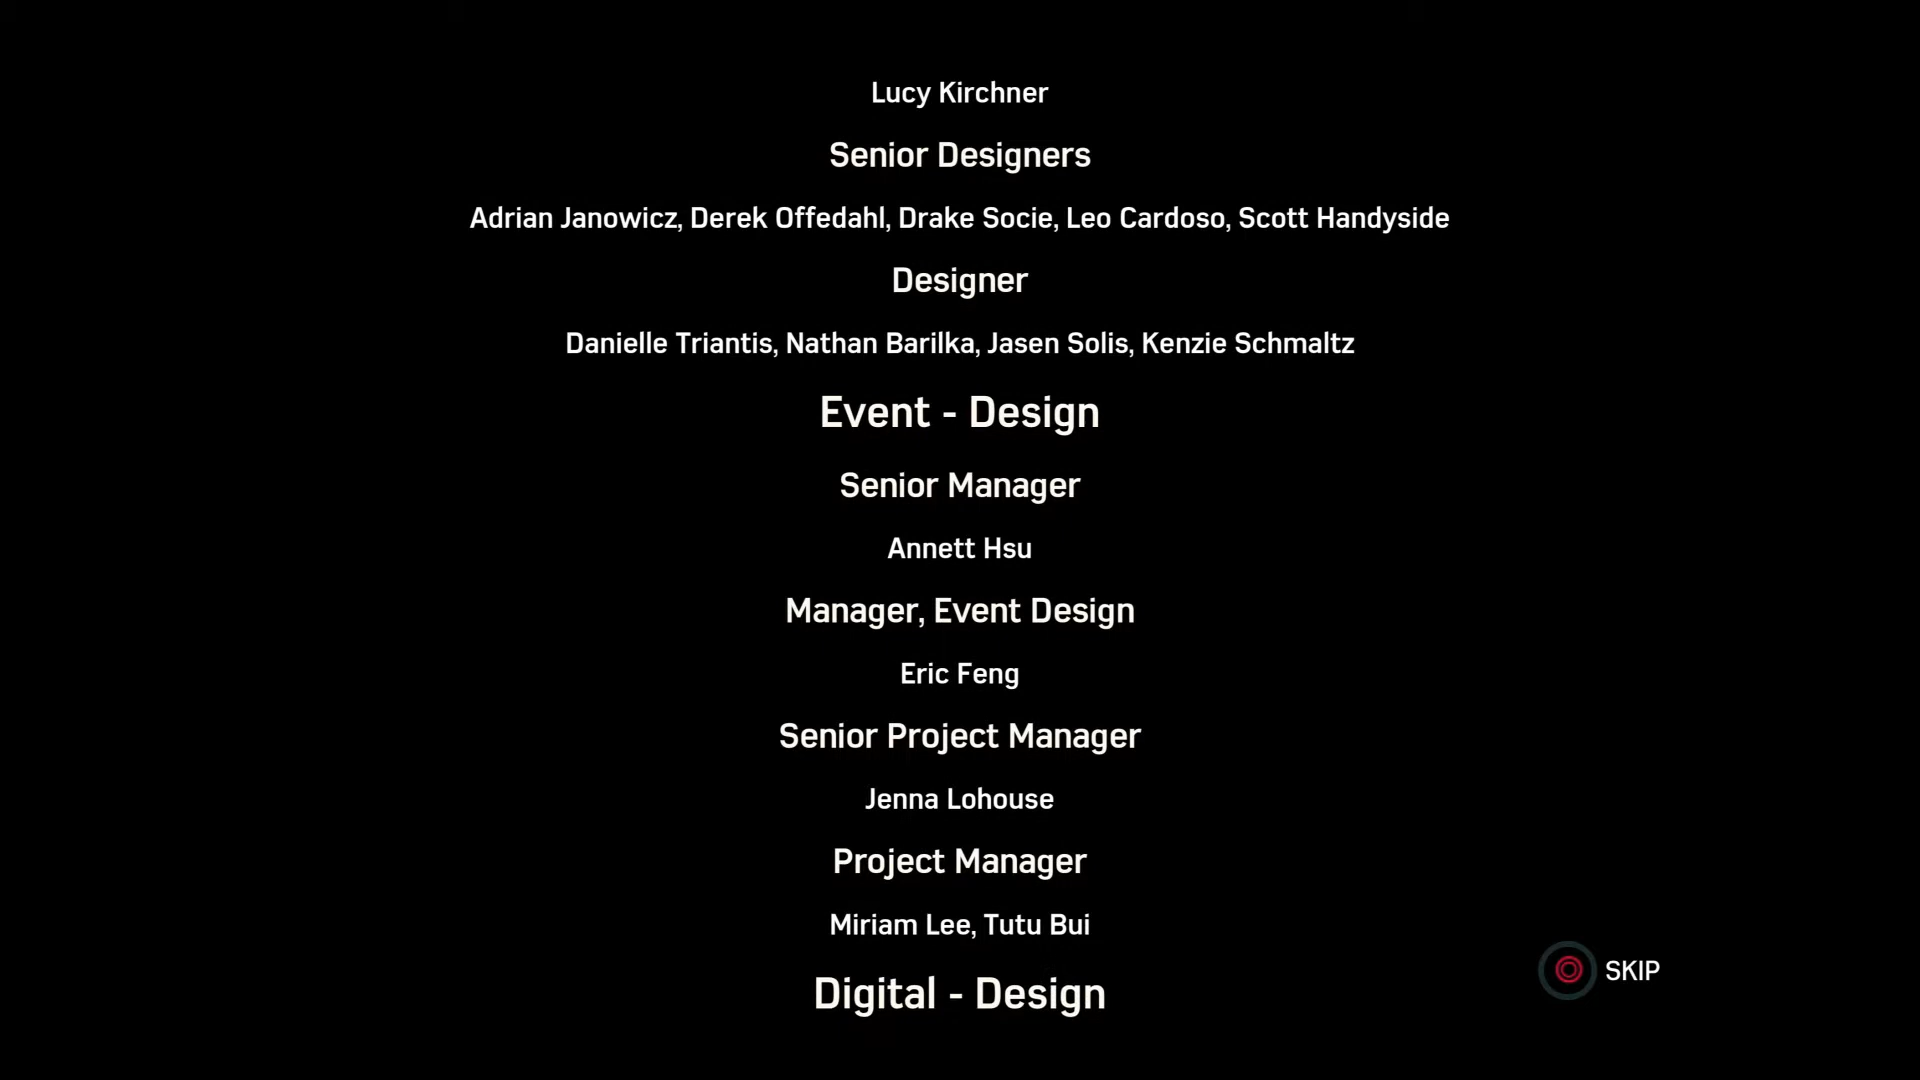 Lucy Kirchner
Senior Designers
Adrian Janowicz, Derek Offedahl, Drake Socie, Leo Cardoso, Scott Handyside
Designer
Danielle Triantis, Nathan Barilka, Jasen Solis, Kenzie Schmaltz
Event - Design
Senior Manager
Annett Hsu
Manager, Event Design
Eric Feng
Senior Project Manager
Jenna Lohouse
Project Manager
Miriam Lee, Tutu Bui
SKIP
Digital - Design